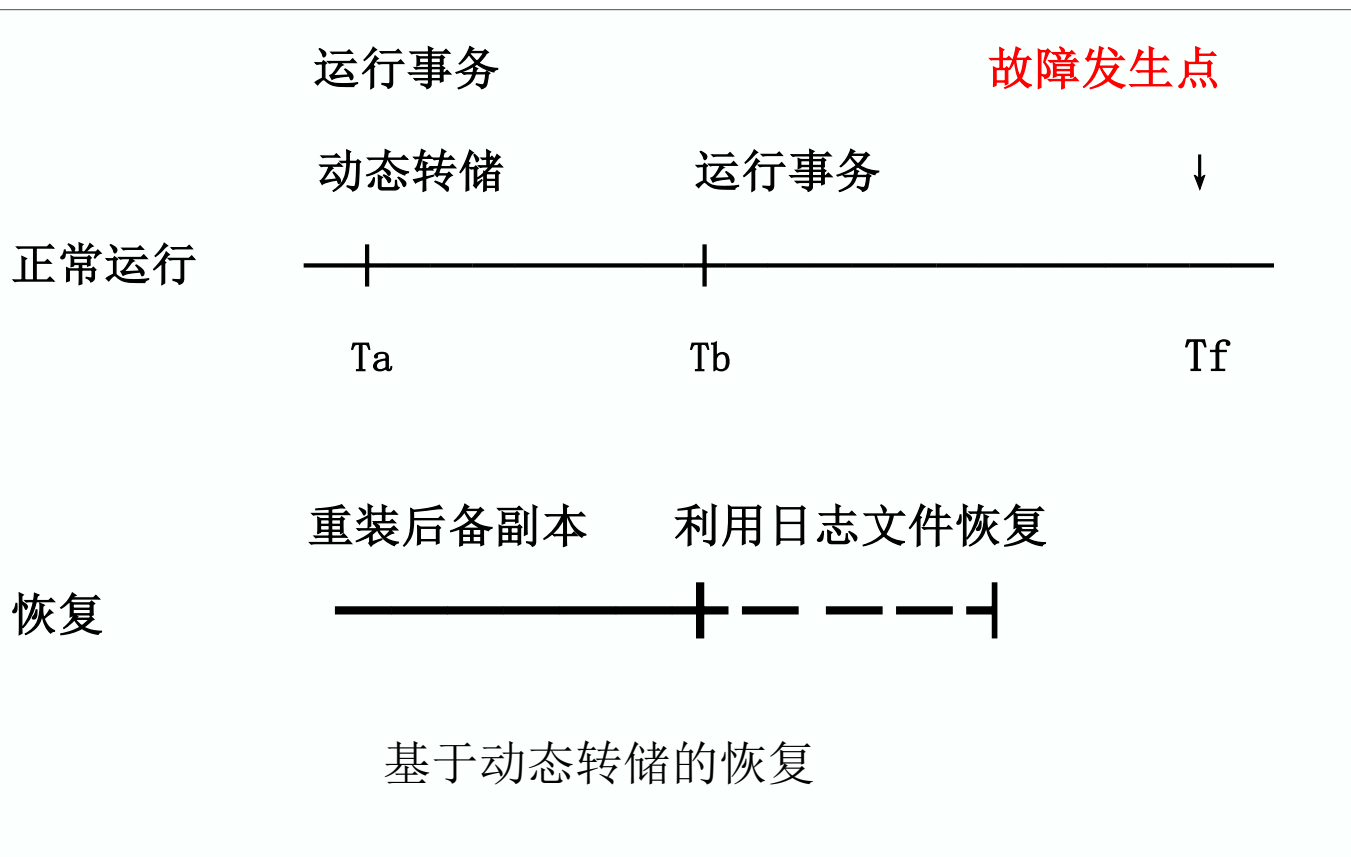 运行事务 故障发生点
动态转储 运行事务 ↓
正常运行
Ta Tb Tf
重装后备副本 利用日志文件恢复
恢复
基于动态转储的恢复